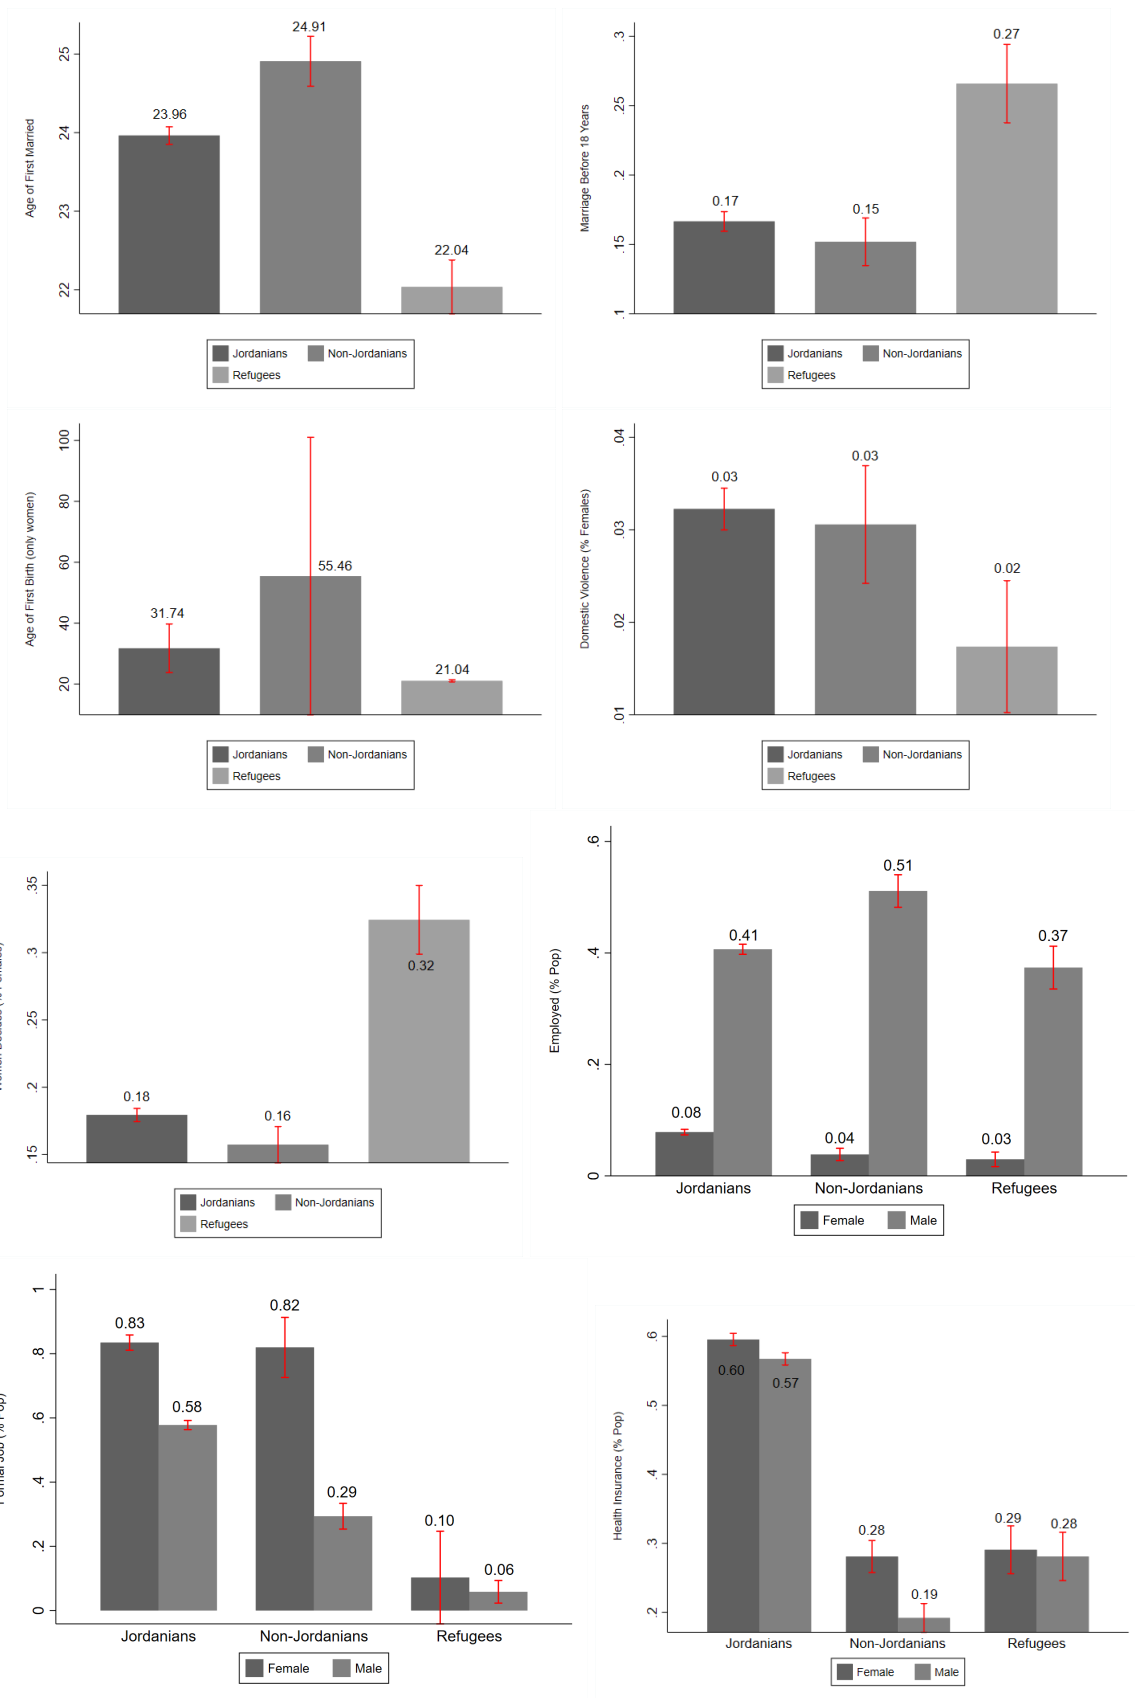 Age of First Married
25
24
23
22
23.96
24.91
22.04
Jordanians
Non-Jordanians
Refugees
Marriage Before 18 Years
.3
.25
.2
.15
.1
0.17
0.15
0.27
Jordanians
Non-Jordanians
Refugees
Age of First Birth (only women)
100
80
60
40
20
31.74
55.46
21.04
Jordanians
Non-Jordanians
Refugees
Domestic Violence (% Females)
.04
.03
.02
.01
0.03
0.03
0.02
Jordanians
Non-Jordanians
Refugees
.35
.3
.25
.2
.15
0.18
0.16
0.32
Jordanians
Non-Jordanians
Refugees
Employed (% Pop)
.6
.4
.2
0
0.08
0.41
0.04
0.51
0.03
0.37
Jordanians
Non-Jordanians
Refugees
Female
Male
1
.8
.6
.4
.2
0
0.83
0.58
0.82
0.29
0.10
0.06
Jordanians
Non-Jordanians
Refugees
Female
Male
Health Insurance (% Pop)
.6
.5
.4
.3
.2
0.60
0.57
0.28
0.19
0.29
0.28
Jordanians
Non-Jordanians
Refugees
Female
Male